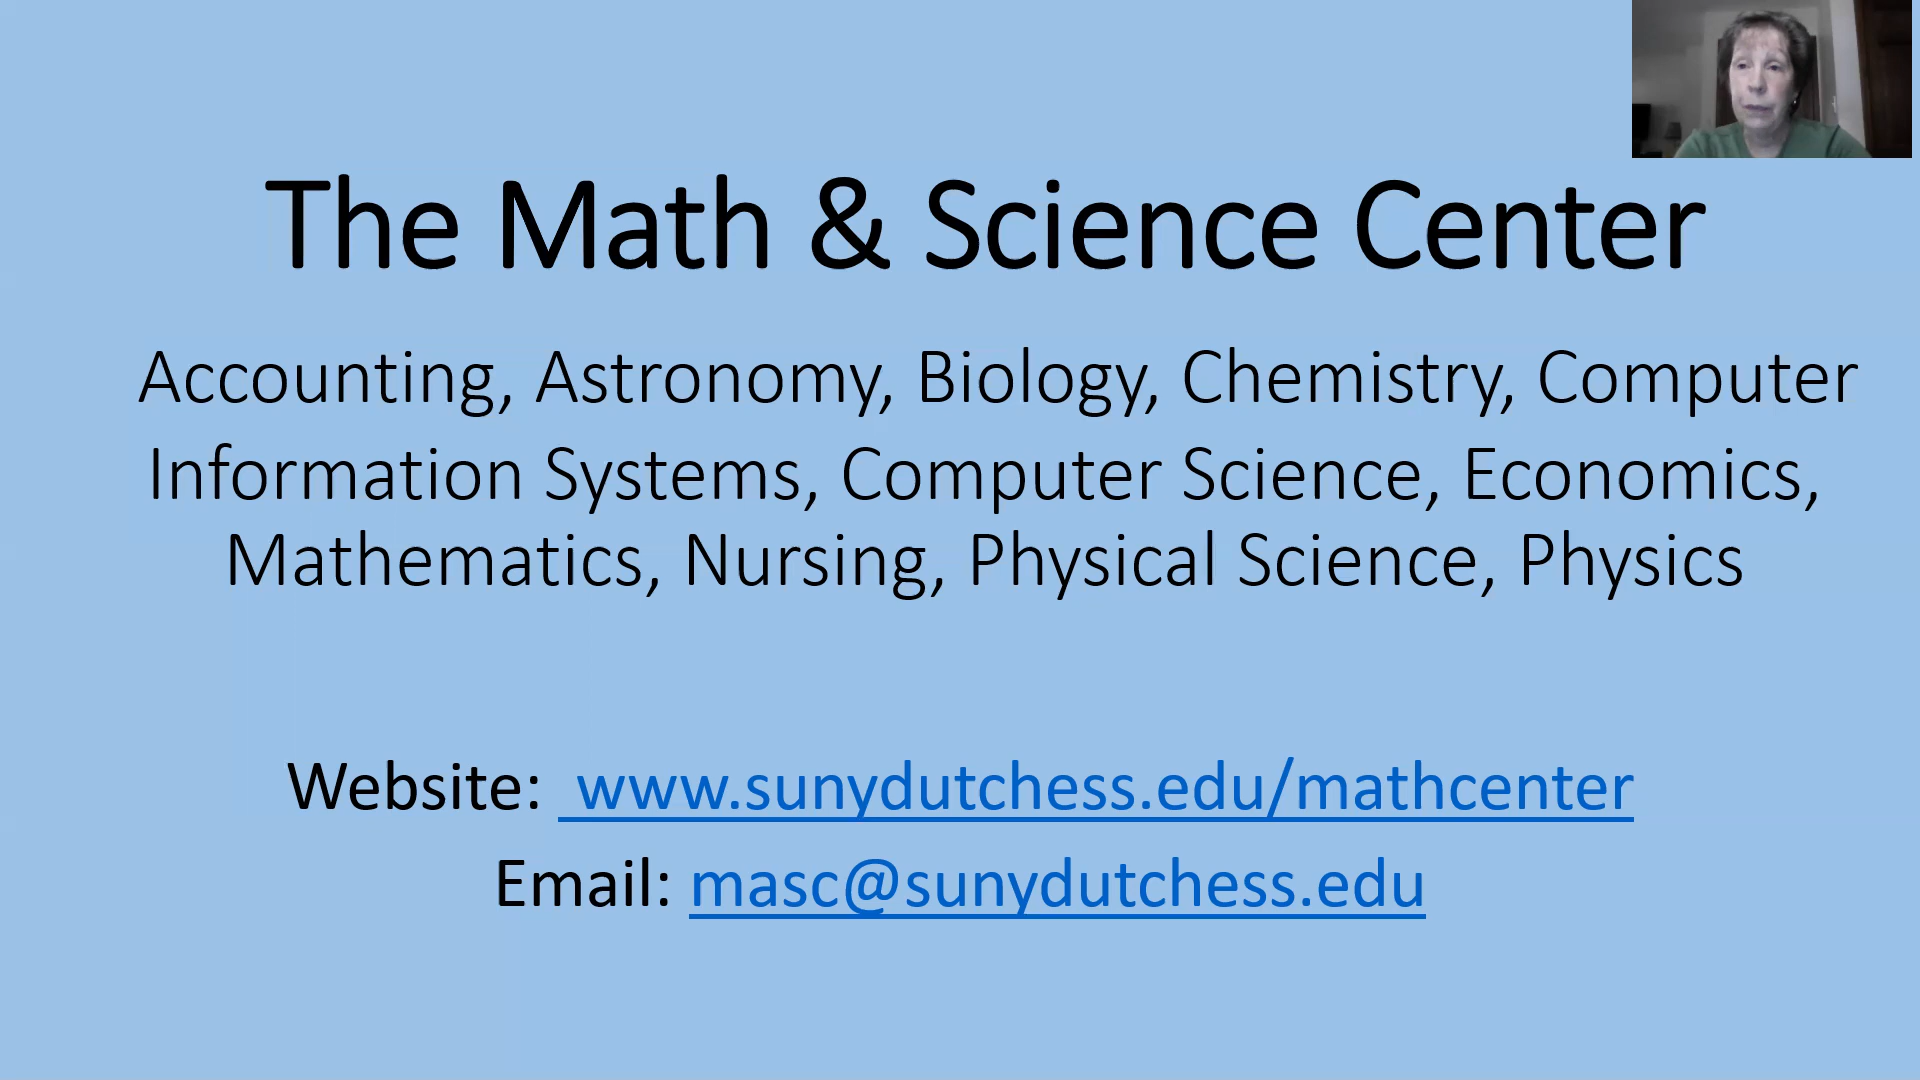 The Math & Science Center
Accounting, Astronomy, Biology, Chemistry, Computer
Information Systems, Computer Science, Economics,
Mathematics, Nursing, Physical Science, Physics
Website: www.sunydutchess.edu/mathcenter
Email: masc@sunydutchess.edu